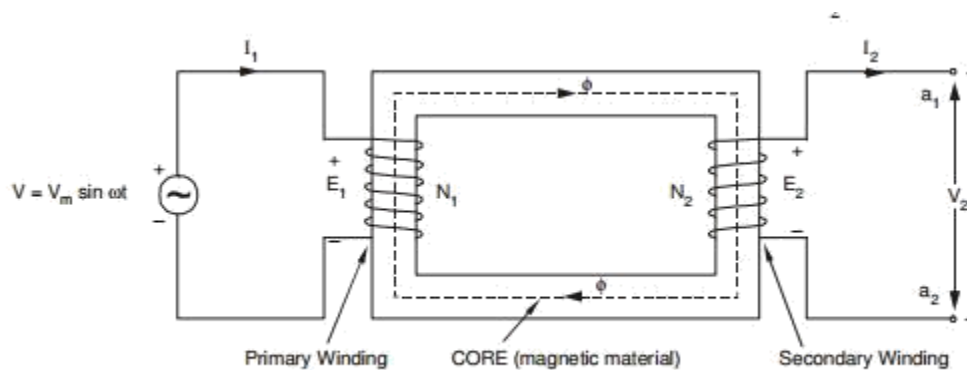 I₁
I₂
ϕ
a₁
+
+
+
V = Vₘ sin ωt
E₁
N₁
N₂
E₂
V₂
–
–
–
ϕ
a₂
Primary Winding
CORE (magnetic material)
Secondary Winding